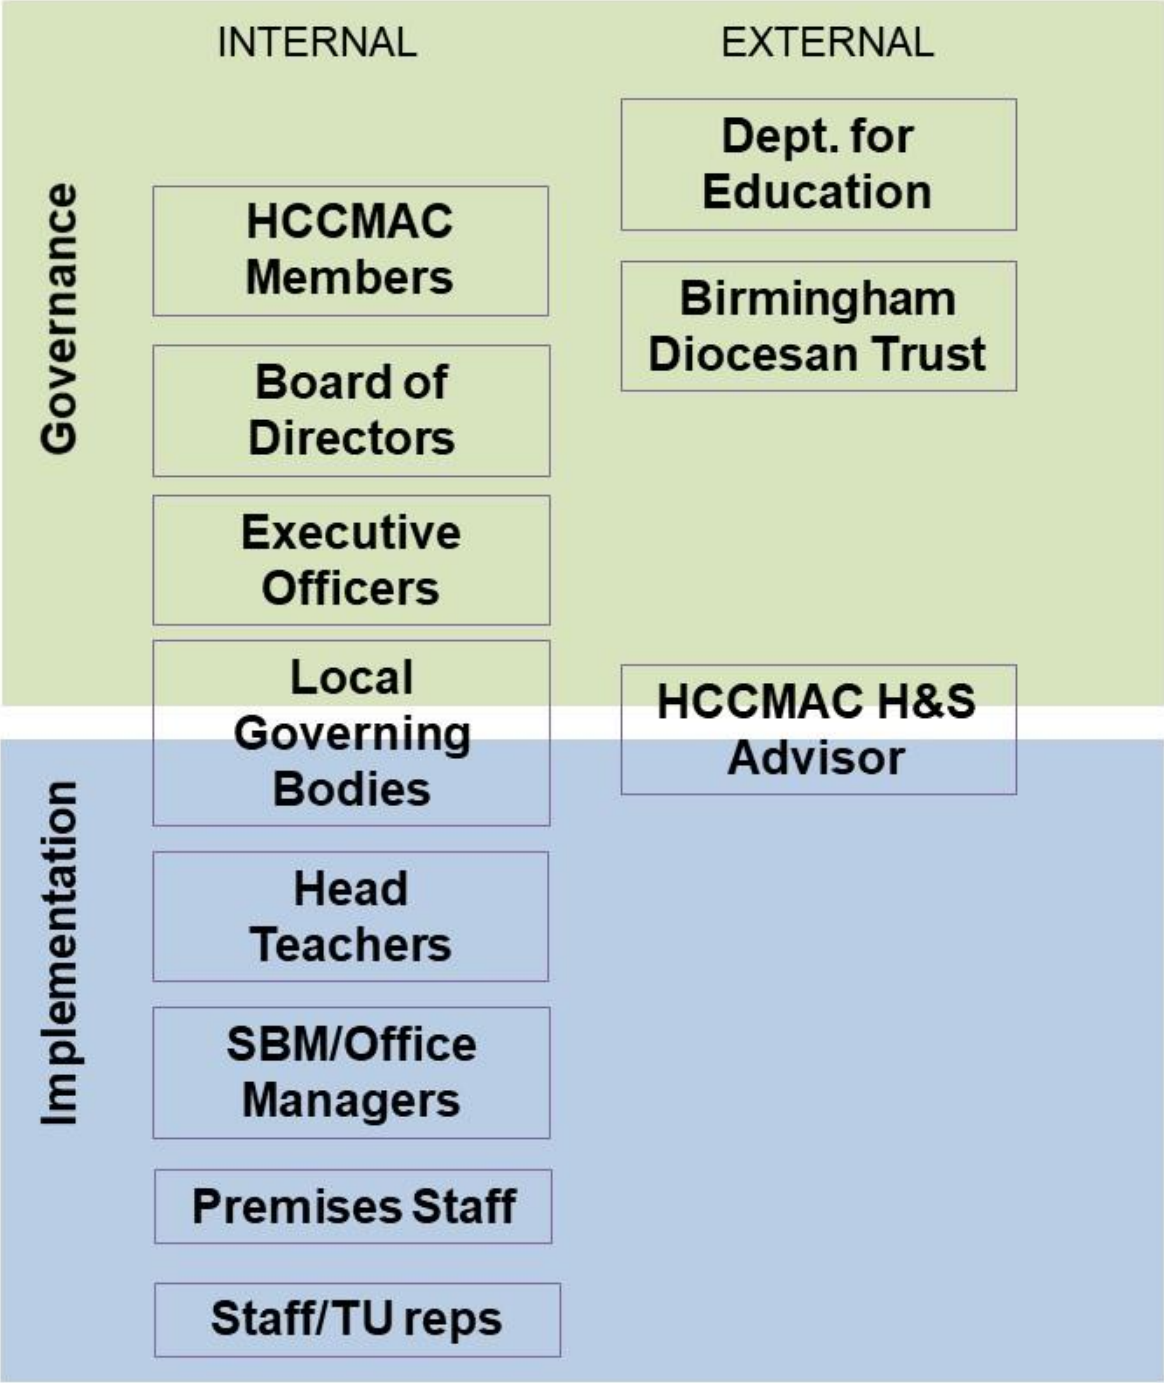 INTERNAL
EXTERNAL
Governance
HCCMAC
Members
Board of
Directors
Executive
Officers
Local
Governing
Bodies
Dept. for
Education
Birmingham
Diocesan Trust
HCCMAC H&S
Advisor
Implementation
Head
Teachers
SBM/Office
Managers
Premises Staff
Staff/TU reps